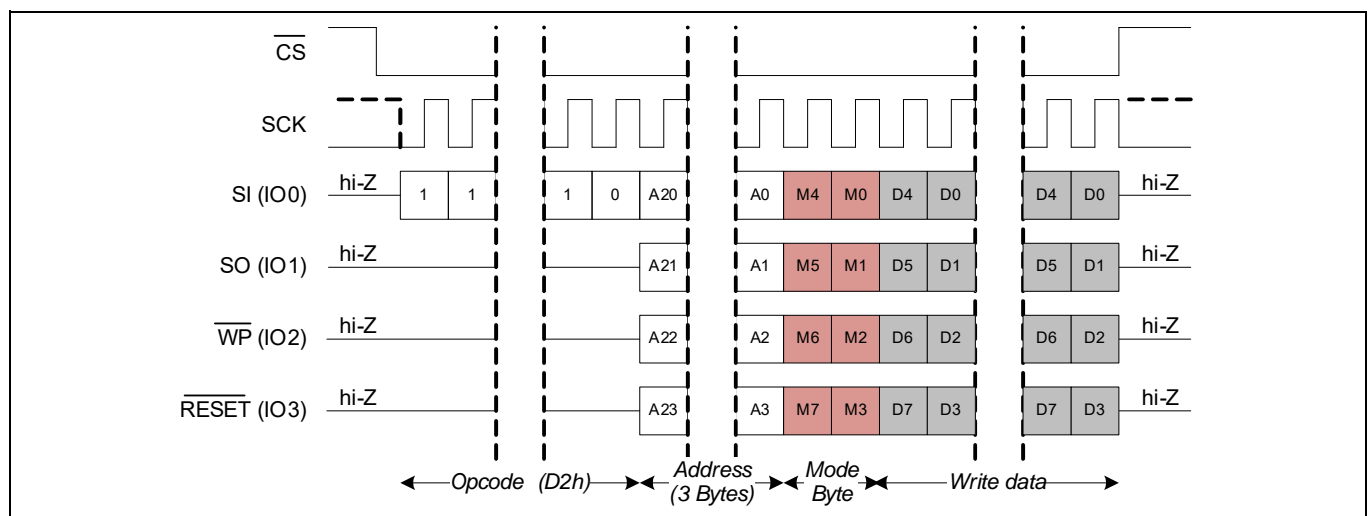 CS
SCK
SI (IO0) hi-Z 1 1 1 0 A20 A0 M4 M0 D4 D0 D4 D0 hi-Z
SO (IO1) hi-Z A21 A1 M5 M1 D5 D1 D5 D1 hi-Z
WP (IO2) hi-Z A22 A2 M6 M2 D6 D2 D6 D2 hi-Z
RESET (IO3) hi-Z A23 A3 M7 M3 D7 D3 D7 D3 hi-Z
Opcode (D2h) Address (3 Bytes) Mode Byte Write data